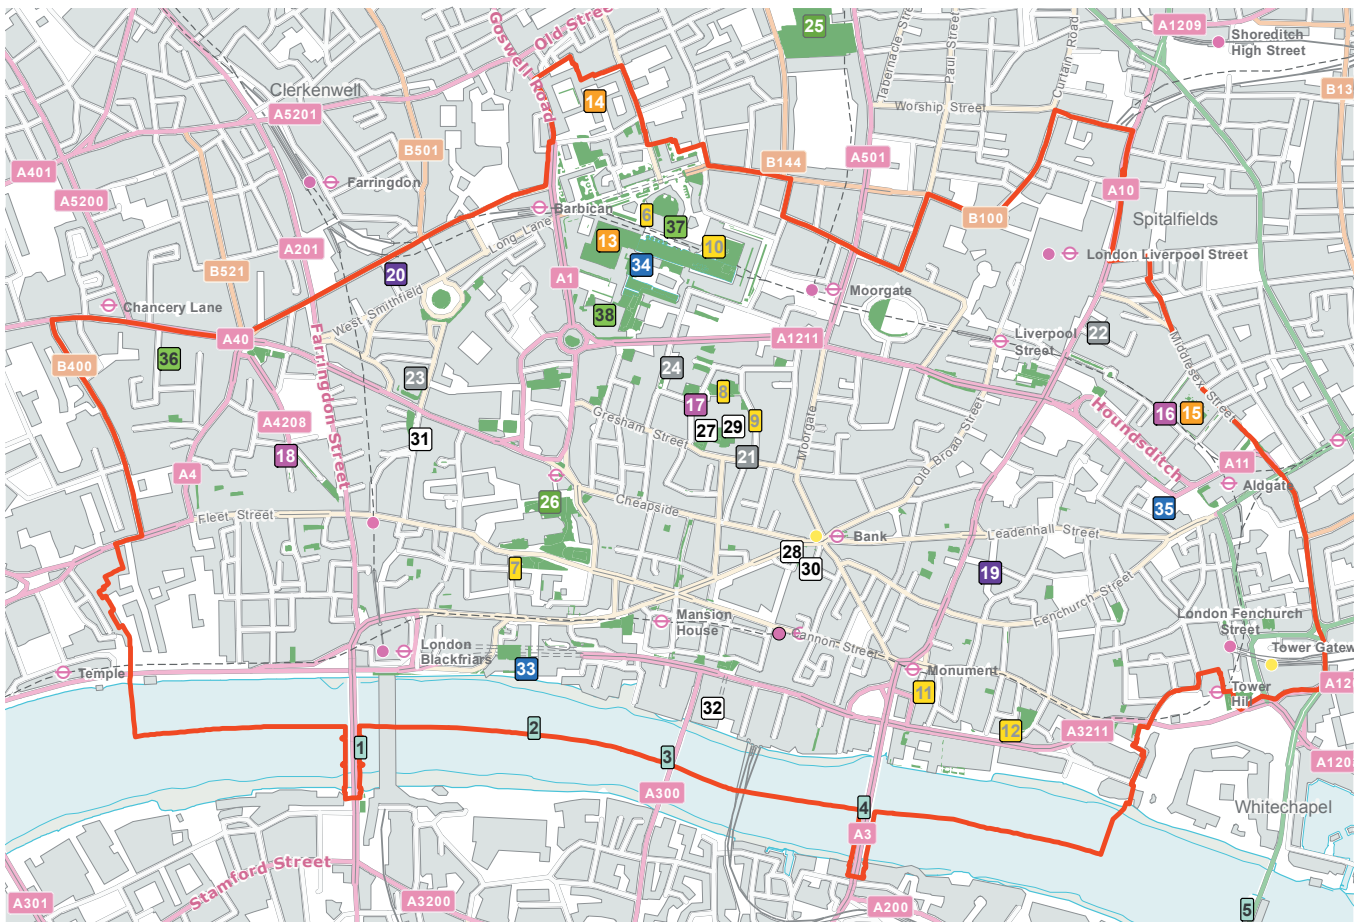 Goswell Road
Old Street
25
Tabernacle Stre
Paul Street
Curtain Road
A1209
Shoreditch
High Street
Clerkenwell
14
B13
A5201
Worship Street
B501
A501
B144
A401
Farringdon
A10
A5200
Barbican
6
37
B100
Spitalfields
Long Lane
13
10
A201
34
London Liverpool Street
B521
20
A1
Moorgate
Chancery Lane
West Smithfield
38
A40
A1211
Liverpool
Street
22
Middlesex Street
B400
36
Farringdon Street
23
24
8
17
Gresham Street
9
Moorgate
Old Broad Street
Houndsditch
16
15
A4208
27
29
31
18
21
A4
A11
Aldgate
26
Cheapside
35
Fleet Street
Bank
Leadenhall Street
28
7
30
19
Fenchurch Street
Mansion
House
London Fenchurch
Street
Cannon Street
London
Blackfriars
Tower Gatew
Temple
33
Monument
Tower
Hill
A12
11
32
12
A3211
1
2
3
A120
A300
4
Whitechapel
A3
Stamford Street
A301
A3200
A200
5